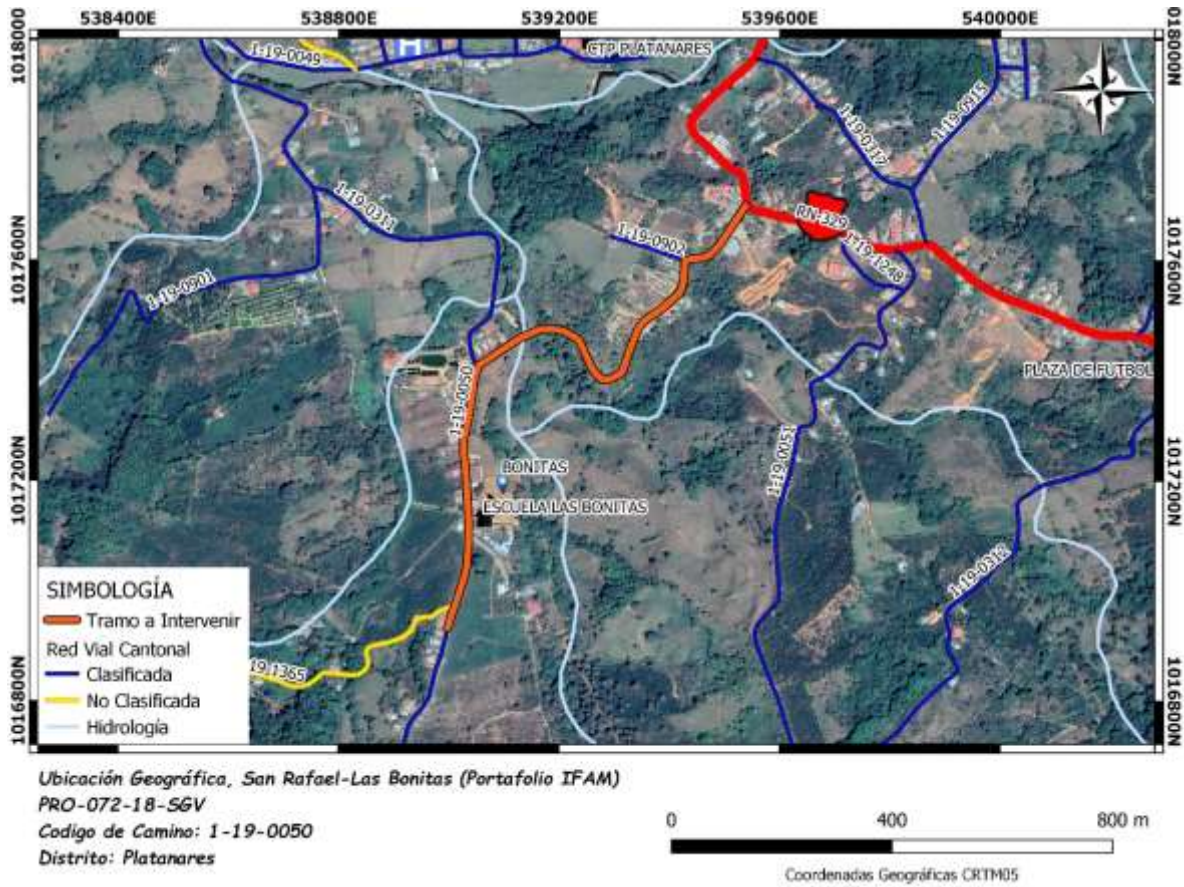 538400E 538800E 539200E 539600E 540000E
1018000N
1018000N
1-19-0049
H
CTP PLATANARES
1-19-0317
1-19-0915
1-19-0311
RN-329
1-19-1248
1-19-0902
1017600N
1017600N
1-19-0901
PLAZA DE FUTBOL
1-19-0050
1-19-0051
BONITAS
1017200N
1017200N
ESCUELA LAS BONITAS
1-19-0312
SIMBOLOGÍA
Tramo a Intervenir
Red Vial Cantonal
Clasificada
No Clasificada
Hidrología
19-1365
1016800N
1016800N
Ubicación Geográfica, San Rafael-Las Bonitas (Portafolio IFAM)
PRO-072-18-SGV
Codigo de Camino: 1-19-0050
Distrito: Platanares
0 400 800 m
Coordenadas Geográficas CRTM05